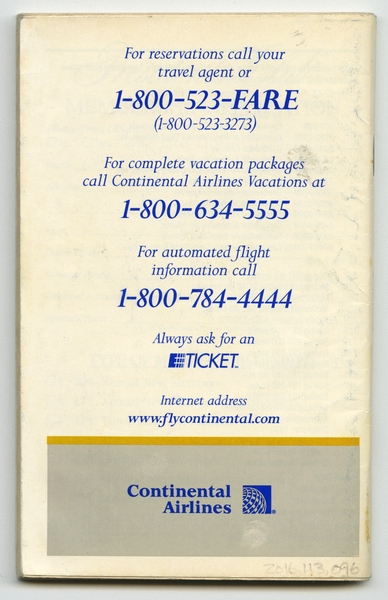 For reservations call your
travel agent or
1-800-523-FARE
(1-800-523-3273)
For complete vacation packages
call Continental Airlines Vacations at
1-800-634-5555
For automated flight
information call
1-800-784-4444
Always ask for an
ETICKET℠
Internet address
www.flycontinental.com
Continental
Airlines
®
2016.113.096